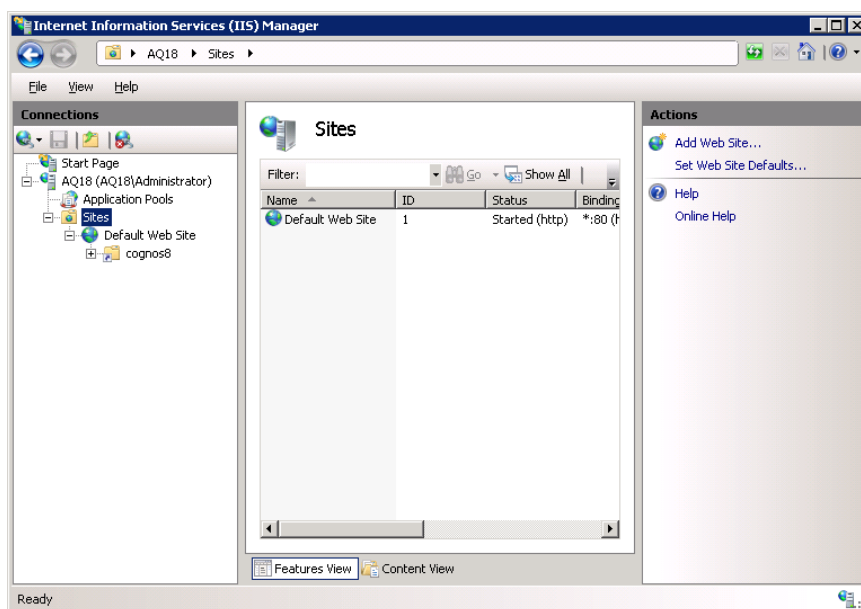 Internet Information Services (IIS) Manager
AQ18 Sites
File View Help
Connections
Start Page
AQ18 (AQ18\Administrator)
Application Pools
Sites
Default Web Site
cognos8
Sites
Filter: Go Show All
Name ID Status Binding
Default Web Site 1 Started (http) *:80 (h
Features View Content View
Actions
Add Web Site...
Set Web Site Defaults...
Help
Online Help
Ready